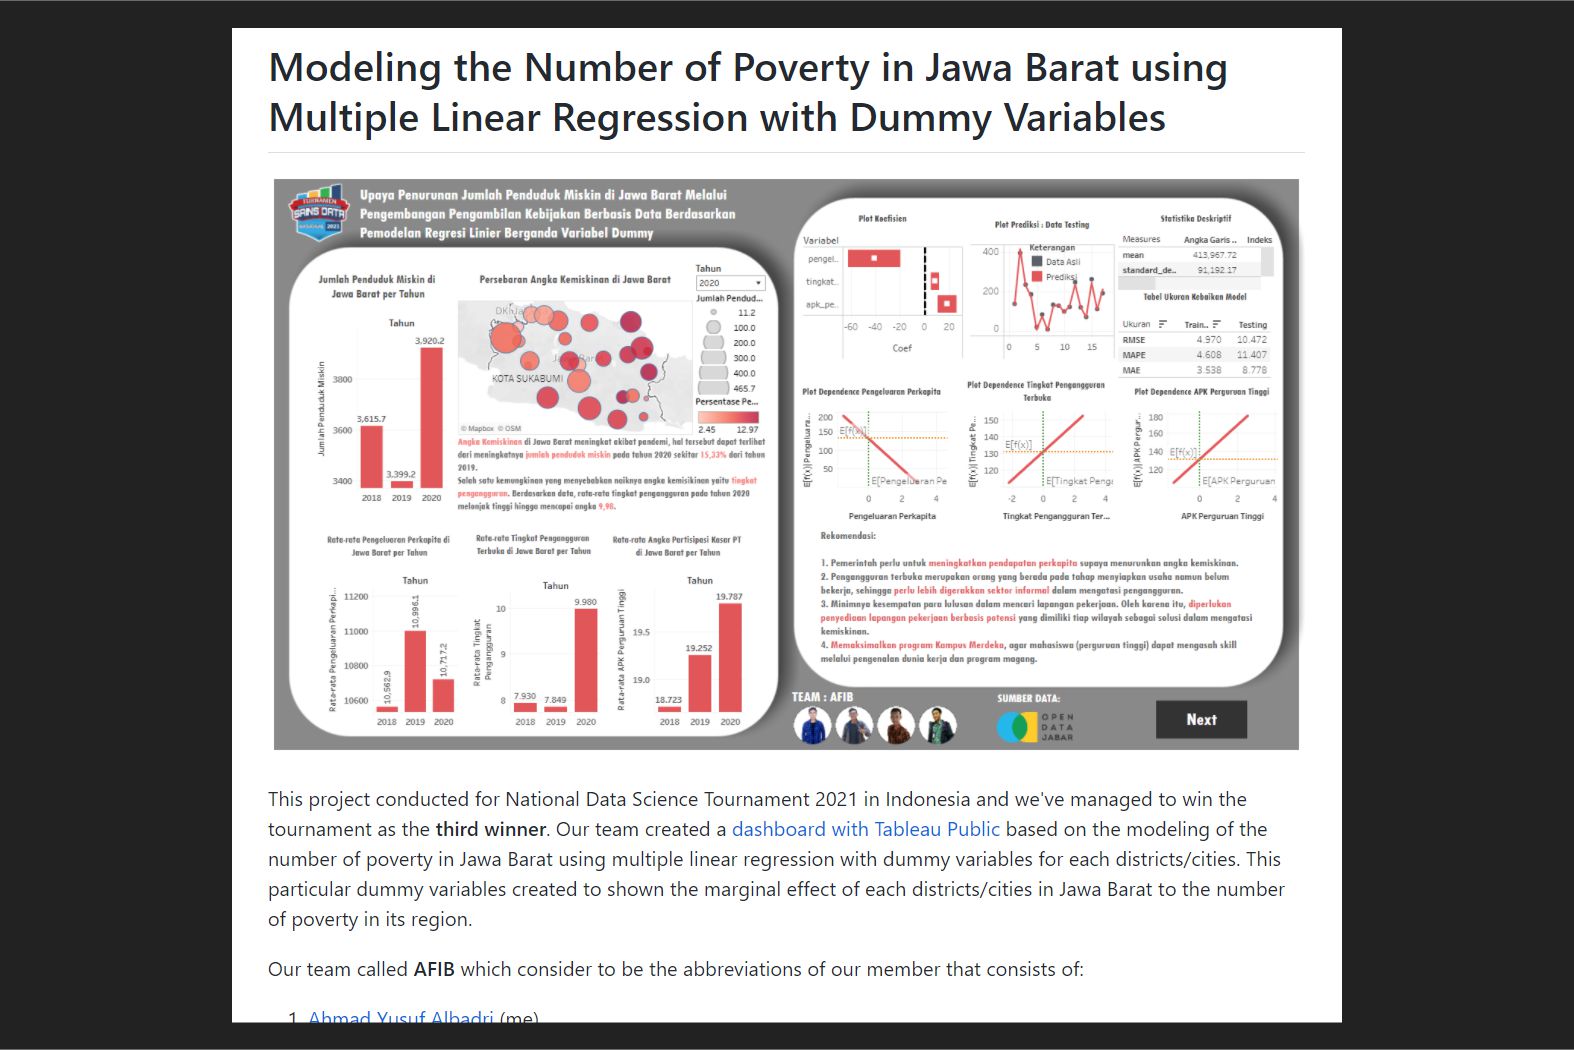 Modeling the Number of Poverty in Jawa Barat using
Multiple Linear Regression with Dummy Variables
TURNAMEN
SAINS DATA
NASIONAL 2021
Upaya Penurunan Jumlah Penduduk Miskin di Jawa Barat Melalui
Pengembangan Pengambilan Kebijakan Berbasis Data Berdasarkan
Pemodelan Regresi Linier Berganda Variabel Dummy
Jumlah Penduduk Miskin di
Jawa Barat per Tahun
Tahun
Jumlah Penduduk Miskin
3800
3600
3400
3,615.7
3,399.2
3,920.2
2018 2019 2020
Persebaran Angka Kemiskinan di Jawa Barat
KOTA SUKABUMI
© Mapbox © OSM
Tahun
2020
Jumlah Pendud...
11.2
100.0
200.0
300.0
400.0
465.7
Persentase Pe...
2.45 12.97
Angka Kemiskinan di Jawa Barat meningkat akibat pandemi, hal tersebut dapat terlihat
dari meningkatnya jumlah penduduk miskin pada tahun 2020 sekitar 15,33% dari tahun
2019.
Salah satu kemungkinan yang menyebabkan naiknya angka kemisikinan yaitu tingkat
pengangguran. Berdasarkan data, rata-rata tingkat pengangguran pada tahun 2020
melonjak tinggi hingga mencapai angka 9,98.
Rata-rata Pengeluaran Perkapita di
Jawa Barat per Tahun
Tahun
Rata-rata Pengeluaran Perkapi...
11200
11000
10800
10600
10,562.9
10,996.1
10,717.2
2018 2019 2020
Rata-rata Tingkat Pengangguran
Terbuka di Jawa Barat per Tahun
Tahun
Rata-rata Tingkat
Pengangguran
10
9
8
7.930
7.849
9.980
2018 2019 2020
Rata-rata Angka Partisipasi Kasar PT
di Jawa Barat per Tahun
Tahun
Rata-rata APK Perguruan Tinggi
19.5
19.0
18.723
19.252
19.787
2018 2019 2020
Plot Koefisien
Variabel
pengel..
tingkat..
apk_pe..
-60 -40 -20 0 20
Coef
Plot Prediksi : Data Testing
Keterangan
Data Asli
Prediksi
400
200
0
0 5 10 15
Statistika Deskriptif
Measures Angka Garis .. Indeks
mean 413,967.72
standard_de.. 91,192.17
Tabel Ukuran Kebaikan Model
Ukuran Train.. Testing
RMSE 4.970 10.472
MAPE 4.608 11.407
MAE 3.538 8.778
Plot Dependence Pengeluaran Perkapita
E[f(x)|Pengeluara...
200
150
100
50
E[f(x)]
E[Pengeluaran Pe
0 2 4
Pengeluaran Perkapita
Plot Dependence Tingkat Pengangguran
Terbuka
E[f(x)|Tingkat Pe...
150
140
130
120
E[f(x)]
E[Tingkat Penga
-2 0 2 4
Tingkat Pengangguran Ter...
Plot Dependence APK Perguruan Tinggi
E[f(x)|APK Pergur...
180
160
140
120
E[f(x)]
E[APK Perguruan
0 2 4
APK Perguruan Tinggi
Rekomendasi:
1. Pemerintah perlu untuk meningkatkan pendapatan perkapita supaya menurunkan angka kemiskinan.
2. Pengangguran terbuka merupakan orang yang berada pada tahap menyiapkan usaha namun belum
bekerja, sehingga perlu lebih digerakkan sektor informal dalam mengatasi pengangguran.
3. Minimnya kesempatan para lulusan dalam mencari lapangan pekerjaan. Oleh karena itu, diperlukan
penyediaan lapangan pekerjaan berbasis potensi yang dimiliki tiap wilayah sebagai solusi dalam mengatasi
kemiskinan.
4. Memaksimalkan program Kampus Merdeka, agar mahasiswa (perguruan tinggi) dapat mengasah skill
melalui pengenalan dunia kerja dan program magang.
TEAM : AFIB
SUMBER DATA:
OPEN
DATA
JABAR
Next
This project conducted for National Data Science Tournament 2021 in Indonesia and we've managed to win the
tournament as the third winner. Our team created a dashboard with Tableau Public based on the modeling of the
number of poverty in Jawa Barat using multiple linear regression with dummy variables for each districts/cities. This
particular dummy variables created to shown the marginal effect of each districts/cities in Jawa Barat to the number
of poverty in its region.
Our team called AFIB which consider to be the abbreviations of our member that consists of:
1. Ahmad Yusuf Albadri (me)